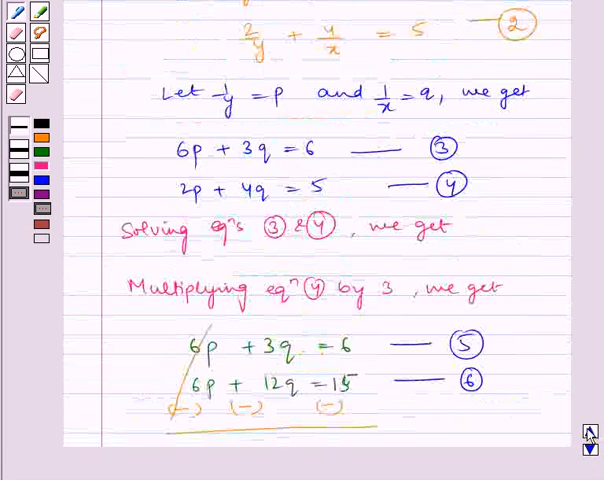 2/y + 4/x = 5 — (2)
Let 1/y = p and 1/x = q, we get
6p + 3q = 6 — (3)
2p + 4q = 5 — (4)
Solving eqⁿs (3) & (4), we get
Multiplying eqⁿ (4) by 3, we get
6p + 3q = 6 — (5)
6p + 12q = 15 — (6)
(-) (-) (-)